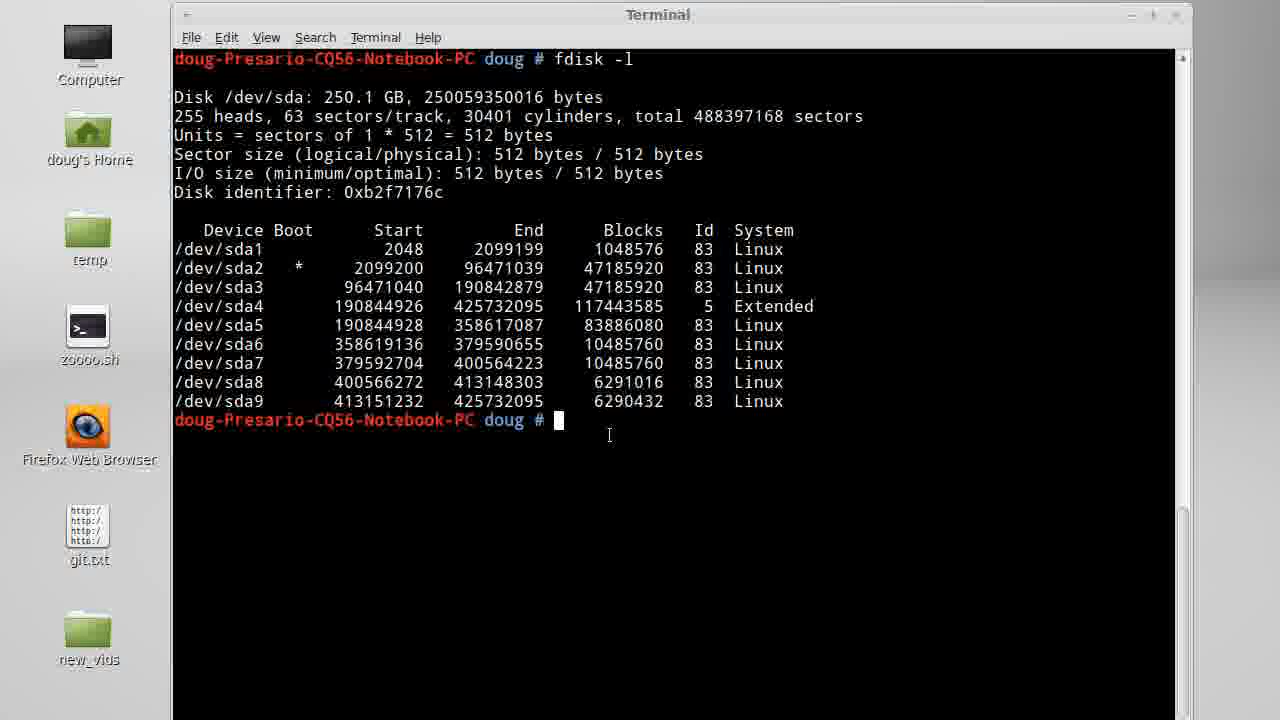 Terminal
File Edit View Search Terminal Help
doug-Presario-CQ56-Notebook-PC doug # fdisk -l
Disk /dev/sda: 250.1 GB, 250059350016 bytes
255 heads, 63 sectors/track, 30401 cylinders, total 488397168 sectors
Units = sectors of 1 * 512 = 512 bytes
Sector size (logical/physical): 512 bytes / 512 bytes
I/O size (minimum/optimal): 512 bytes / 512 bytes
Disk identifier: 0xb2f7176c
Device Boot Start End Blocks Id System
/dev/sda1 2048 2099199 1048576 83 Linux
/dev/sda2 * 2099200 96471039 47185920 83 Linux
/dev/sda3 96471040 190842879 47185920 83 Linux
/dev/sda4 190844926 425732095 117443585 5 Extended
/dev/sda5 190844928 358617087 83886080 83 Linux
/dev/sda6 358619136 379590655 10485760 83 Linux
/dev/sda7 379592704 400564223 10485760 83 Linux
/dev/sda8 400566272 413148303 6291016 83 Linux
/dev/sda9 413151232 425732095 6290432 83 Linux
doug-Presario-CQ56-Notebook-PC doug #
Computer
doug's Home
temp
>_
zoooo.sh
Firefox Web Browser
http:/
http:/
http:/
http:/
git.txt
new_vids